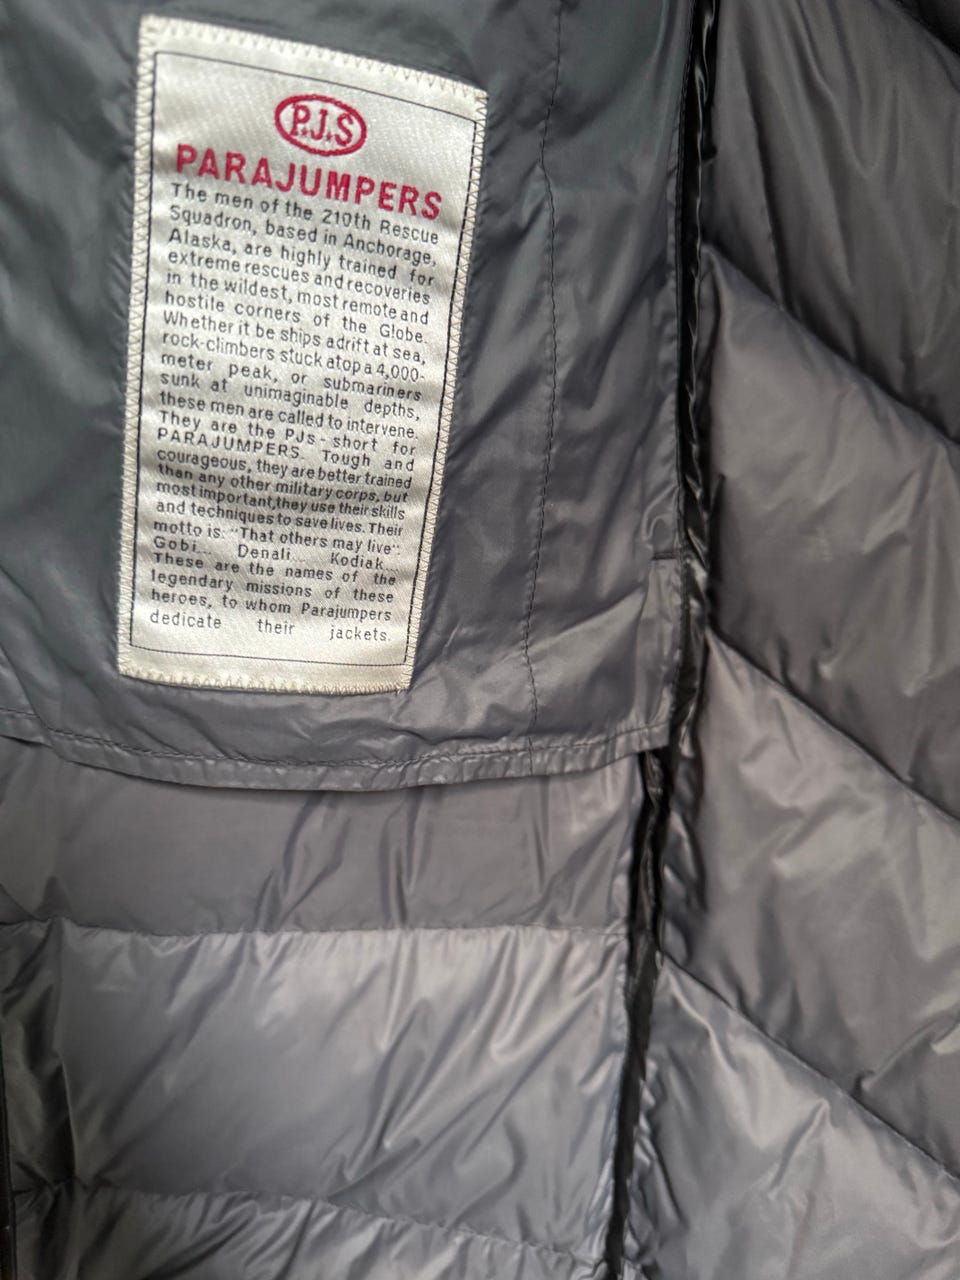 P.J.S
PARAJUMPERS
The men of the 210th Rescue
Squadron, based in Anchorage,
Alaska, are highly trained for
extreme rescues and recoveries
in the wildest, most remote and
hostile corners of the Globe.
Whether it be ships adrift at sea,
rock-climbers stuck atop a 4,000-
meter peak, or submariners
sunk at unimaginable depths,
these men are called to intervene.
They are the PJs - short for
PARAJUMPERS. Tough and
courageous, they are better trained
than any other military corps, but
most important,they use their skills
and techniques to save lives. Their
motto is: "That others may live".
Gobi... Denali... Kodiak...
These are the names of the
legendary missions of these
heroes, to whom Parajumpers
dedicate their jackets.